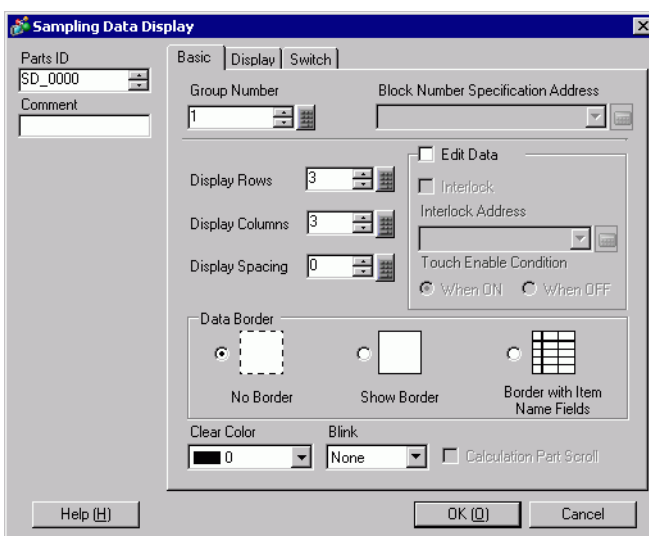 Sampling Data Display
Parts ID
SD_0000
Comment
Basic
Display
Switch
Group Number
1
Block Number Specification Address
Display Rows
3
Display Columns
3
Display Spacing
0
Edit Data
Interlock
Interlock Address
Touch Enable Condition
When ON
When OFF
Data Border
No Border
Show Border
Border with Item
Name Fields
Clear Color
0
Blink
None
Calculation Part Scroll
Help (H)
OK (O)
Cancel